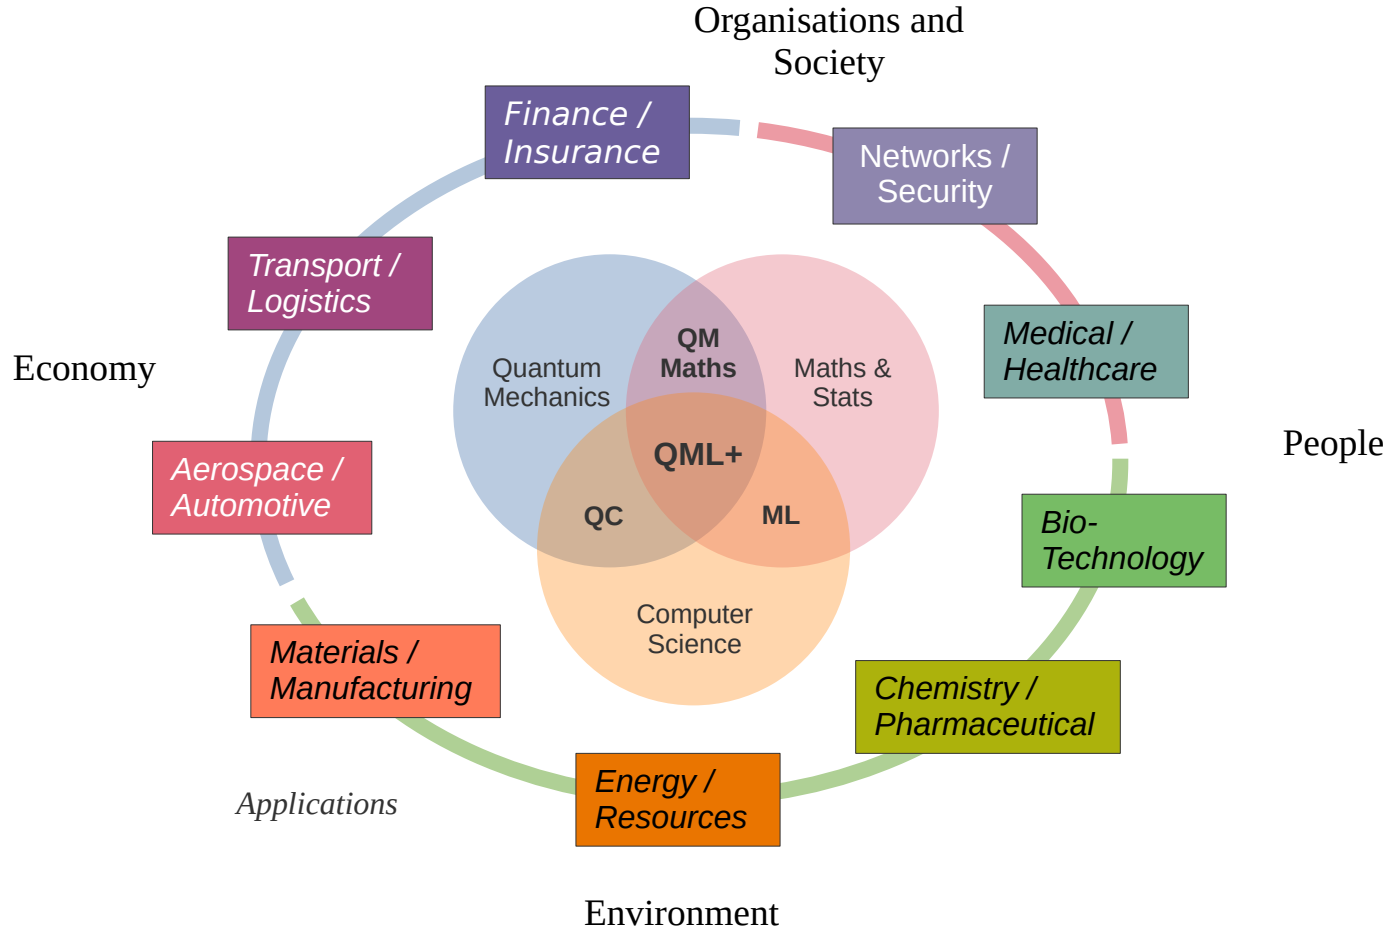 Organisations and
Society
Finance /
Insurance
Networks /
Security
Transport /
Logistics
Medical /
Healthcare
Economy
People
Quantum
Mechanics
QM
Maths
Maths &
Stats
QML+
QC
ML
Computer
Science
Aerospace /
Automotive
Bio-
Technology
Materials /
Manufacturing
Chemistry /
Pharmaceutical
Energy /
Resources
Applications
Environment